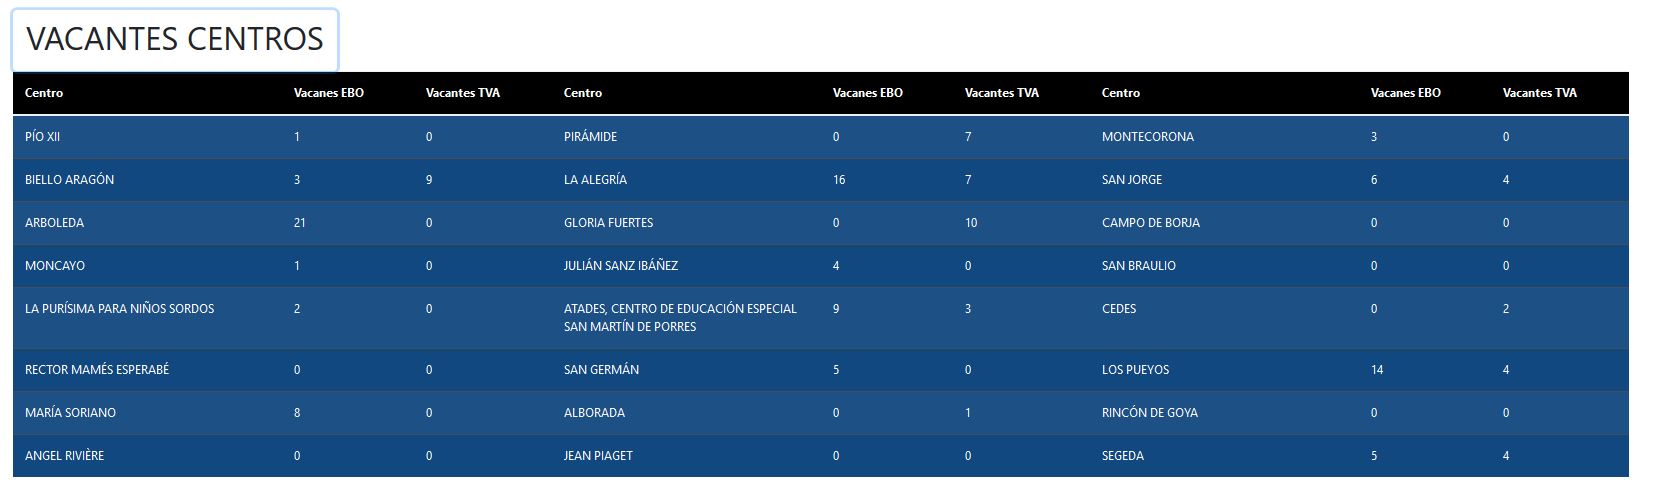 VACANTES CENTROS
Centro Vacanes EBO Vacantes TVA Centro Vacanes EBO Vacantes TVA Centro Vacanes EBO Vacantes TVA
PÍO XII 1 0 PIRÁMIDE 0 7 MONTECORONA 3 0
BIELLO ARAGÓN 3 9 LA ALEGRÍA 16 7 SAN JORGE 6 4
ARBOLEDA 21 0 GLORIA FUERTES 0 10 CAMPO DE BORJA 0 0
MONCAYO 1 0 JULIÁN SANZ IBÁÑEZ 4 0 SAN BRAULIO 0 0
LA PURÍSIMA PARA NIÑOS SORDOS 2 0 ATADES, CENTRO DE EDUCACIÓN ESPECIAL 9 3 CEDES 0 2
SAN MARTÍN DE PORRES
RECTOR MAMÉS ESPERABÉ 0 0 SAN GERMÁN 5 0 LOS PUEYOS 14 4
MARÍA SORIANO 8 0 ALBORADA 0 1 RINCÓN DE GOYA 0 0
ANGEL RIVIÈRE 0 0 JEAN PIAGET 0 0 SEGEDA 5 4